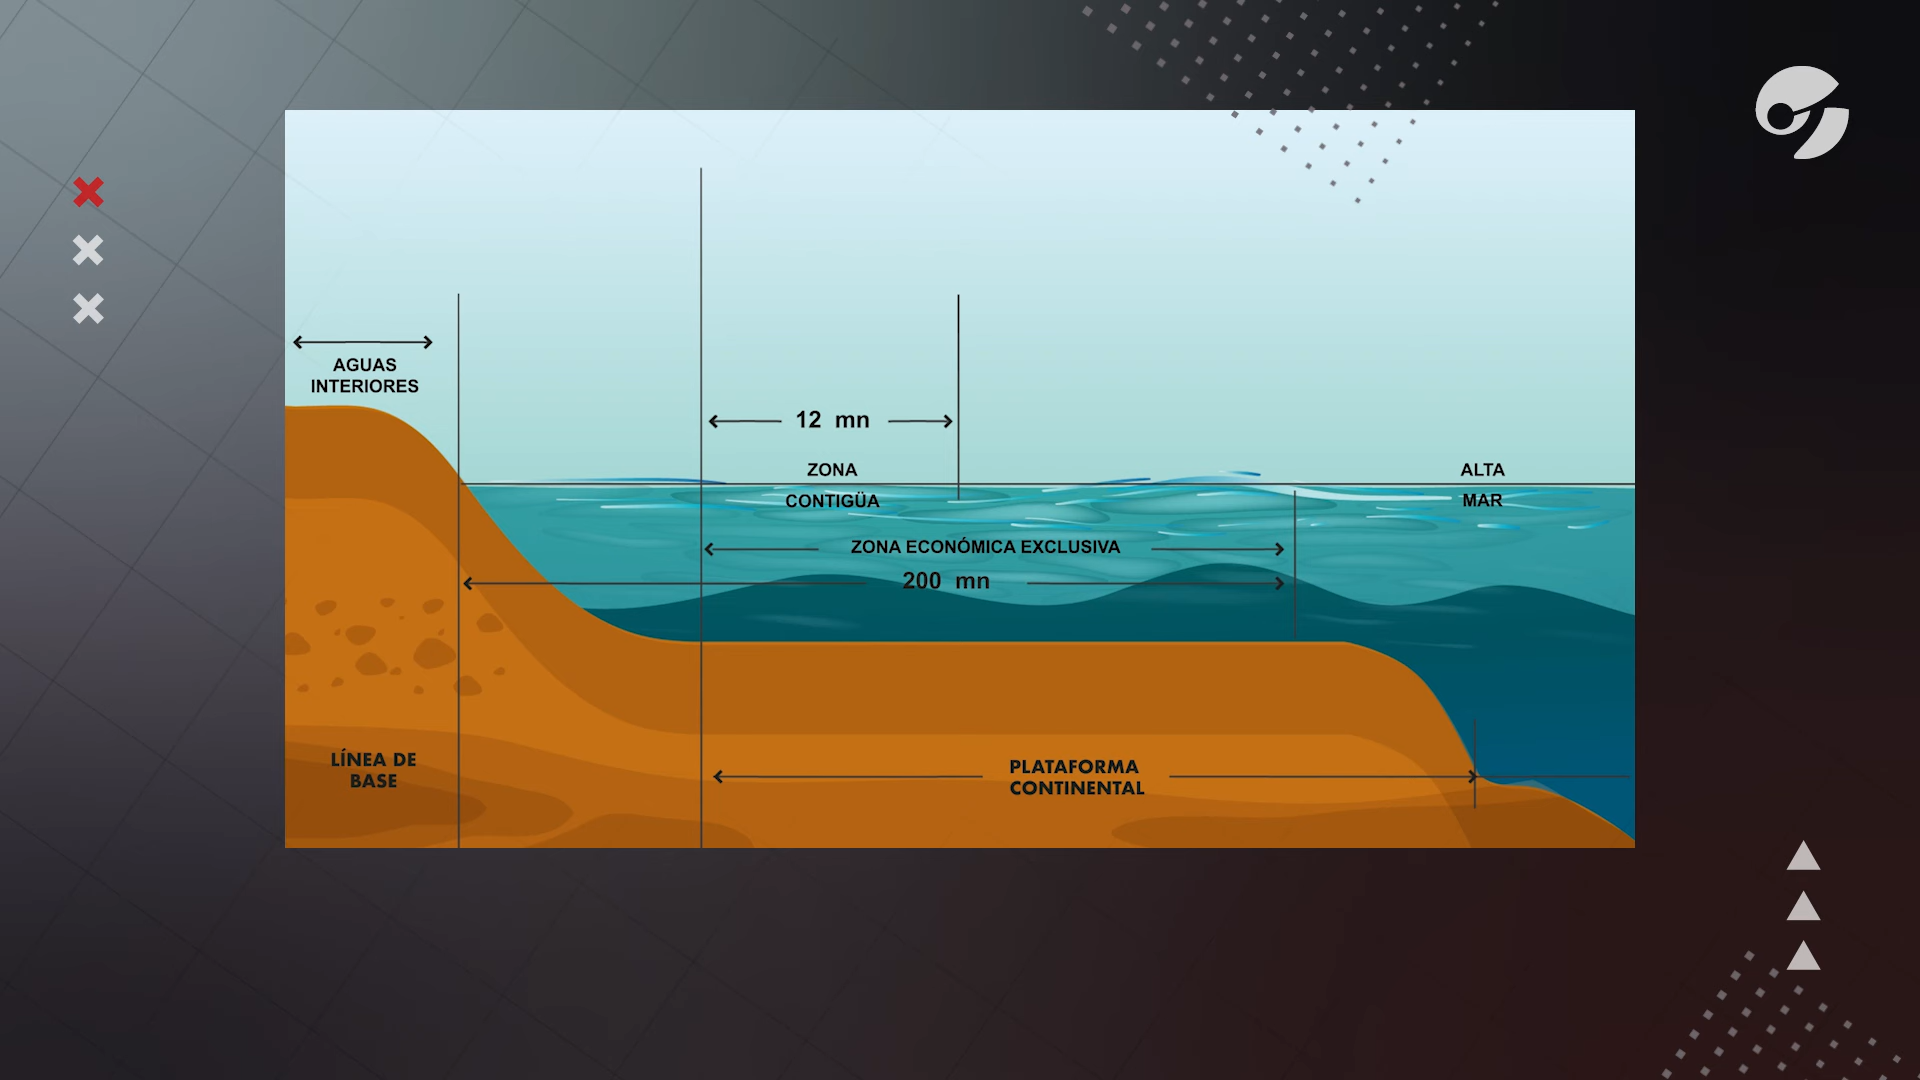 AGUAS
INTERIORES
12 mn
ZONA
CONTIGÜA
ALTA
MAR
ZONA ECONÓMICA EXCLUSIVA
200 mn
LÍNEA DE
BASE
PLATAFORMA
CONTINENTAL